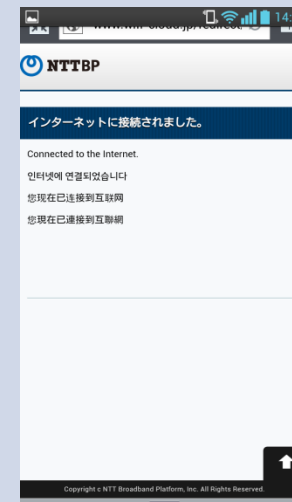 14:
NTTBP
インターネットに接続されました。
Connected to the Internet.
인터넷에 연결되었습니다
您现在已连接到互联网
您現在已連接到互聯網
Copyright c NTT Broadband Platform, Inc. All Rights Reserved.